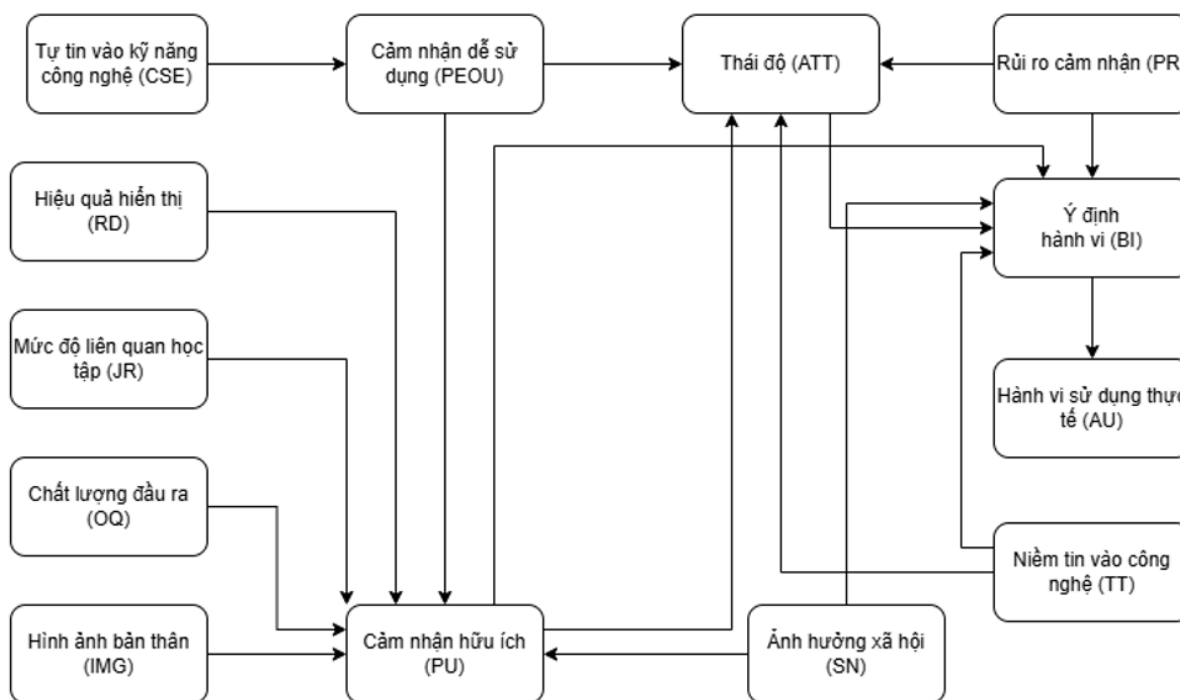 Tự tin vào kỹ năng
công nghệ (CSE)
Cảm nhận dễ sử
dụng (PEOU)
Thái độ (ATT)
Rủi ro cảm nhận (PR
Hiệu quả hiển thị
(RD)
Ý định
hành vi (BI)
Mức độ liên quan học
tập (JR)
Hành vi sử dụng thực
tế (AU)
Chất lượng đầu ra
(OQ)
Niềm tin vào công
nghệ (TT)
Hình ảnh bản thân
(IMG)
Cảm nhận hữu ích
(PU)
Ảnh hưởng xã hội
(SN)